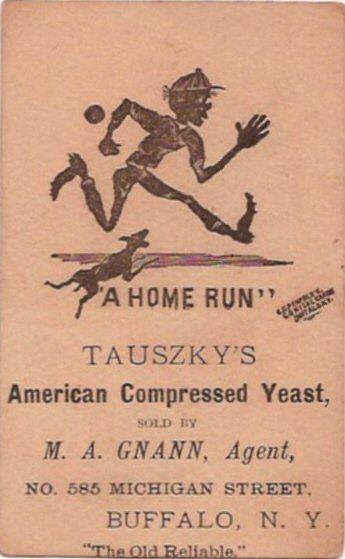 "A HOME RUN"
TAUSZKY'S
American Compressed Yeast,
SOLD BY
M. A. GNANN, Agent,
NO. 585 MICHIGAN STREET,
BUFFALO, N. Y.
"The Old Reliable."